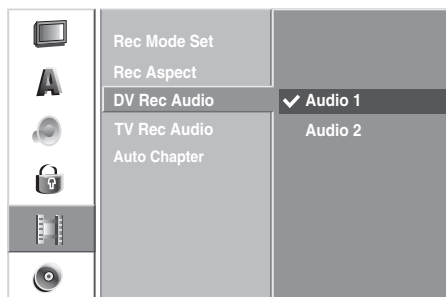 A
Rec Mode Set
Rec Aspect
DV Rec Audio
Audio 1
TV Rec Audio
Audio 2
Auto Chapter